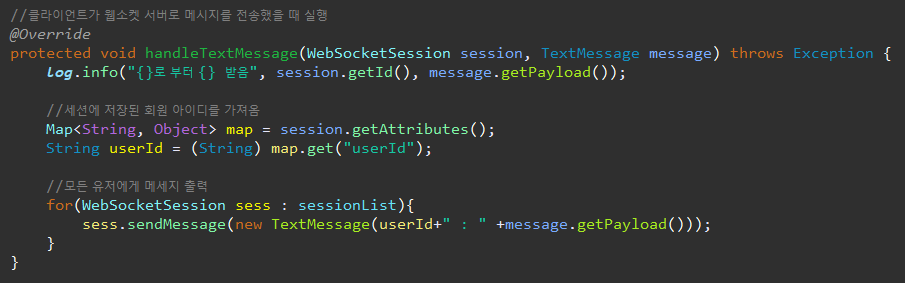 //클라이언트가 웹소켓 서버로 메시지를 전송했을 때 실행
@Override
protected void handleTextMessage(WebSocketSession session, TextMessage message) throws Exception {
log.info("{}로 부터 {} 받음", session.getId(), message.getPayload());
//세션에 저장된 회원 아이디를 가져옴
Map<String, Object> map = session.getAttributes();
String userId = (String) map.get("userId");
//모든 유저에게 메세지 출력
for(WebSocketSession sess : sessionList){
sess.sendMessage(new TextMessage(userId+" : " +message.getPayload()));
}
}